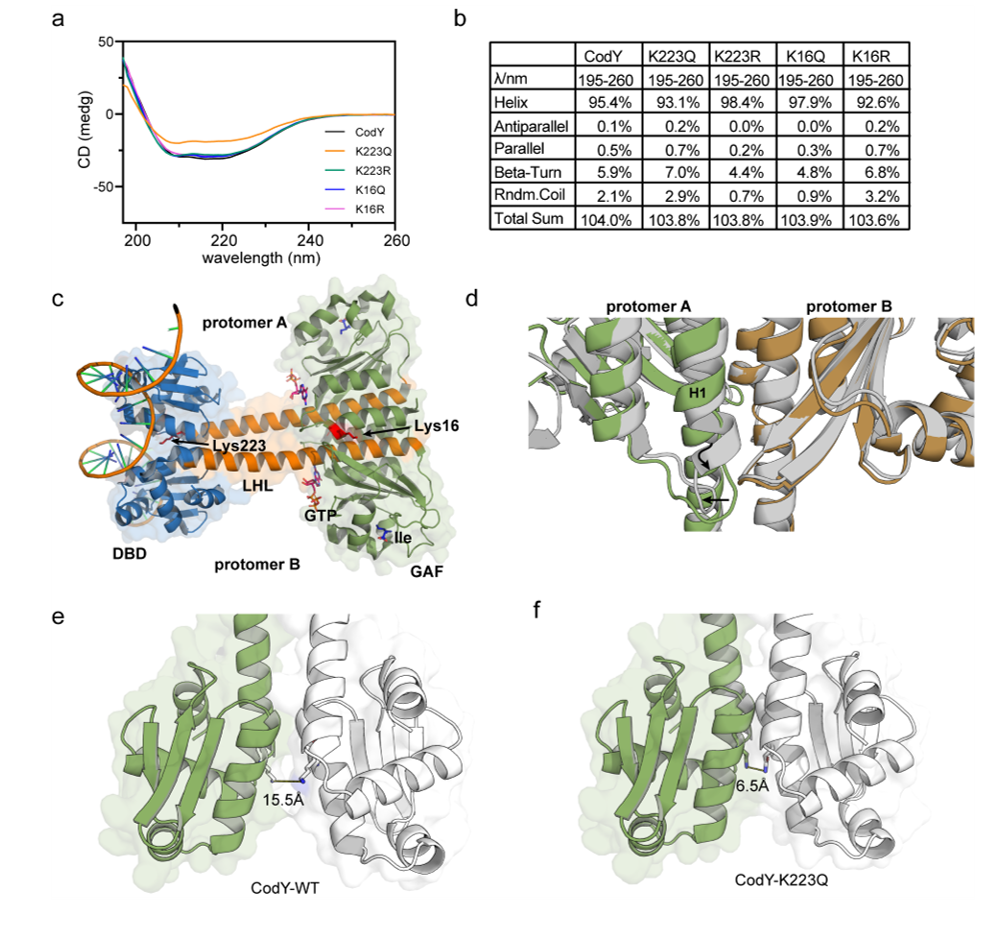 a
50
0
-50
CD (medg)
CodY
K223Q
K223R
K16Q
K16R
200 220 240 260
wavelength (nm)
b
CodY K223Q K223R K16Q K16R
λ/nm 195-260 195-260 195-260 195-260 195-260
Helix 95.4% 93.1% 98.4% 97.9% 92.6%
Antiparallel 0.1% 0.2% 0.0% 0.0% 0.2%
Parallel 0.5% 0.7% 0.2% 0.3% 0.7%
Beta-Turn 5.9% 7.0% 4.4% 4.8% 6.8%
Rndm.Coil 2.1% 2.9% 0.7% 0.9% 3.2%
Total Sum 104.0% 103.8% 103.8% 103.9% 103.6%
c
protomer A
Lys16
Lys223
LHL
GTP
Ile
DBD
protomer B
GAF
d
protomer A protomer B
H1
e
15.5Å
CodY-WT
f
6.5Å
CodY-K223Q